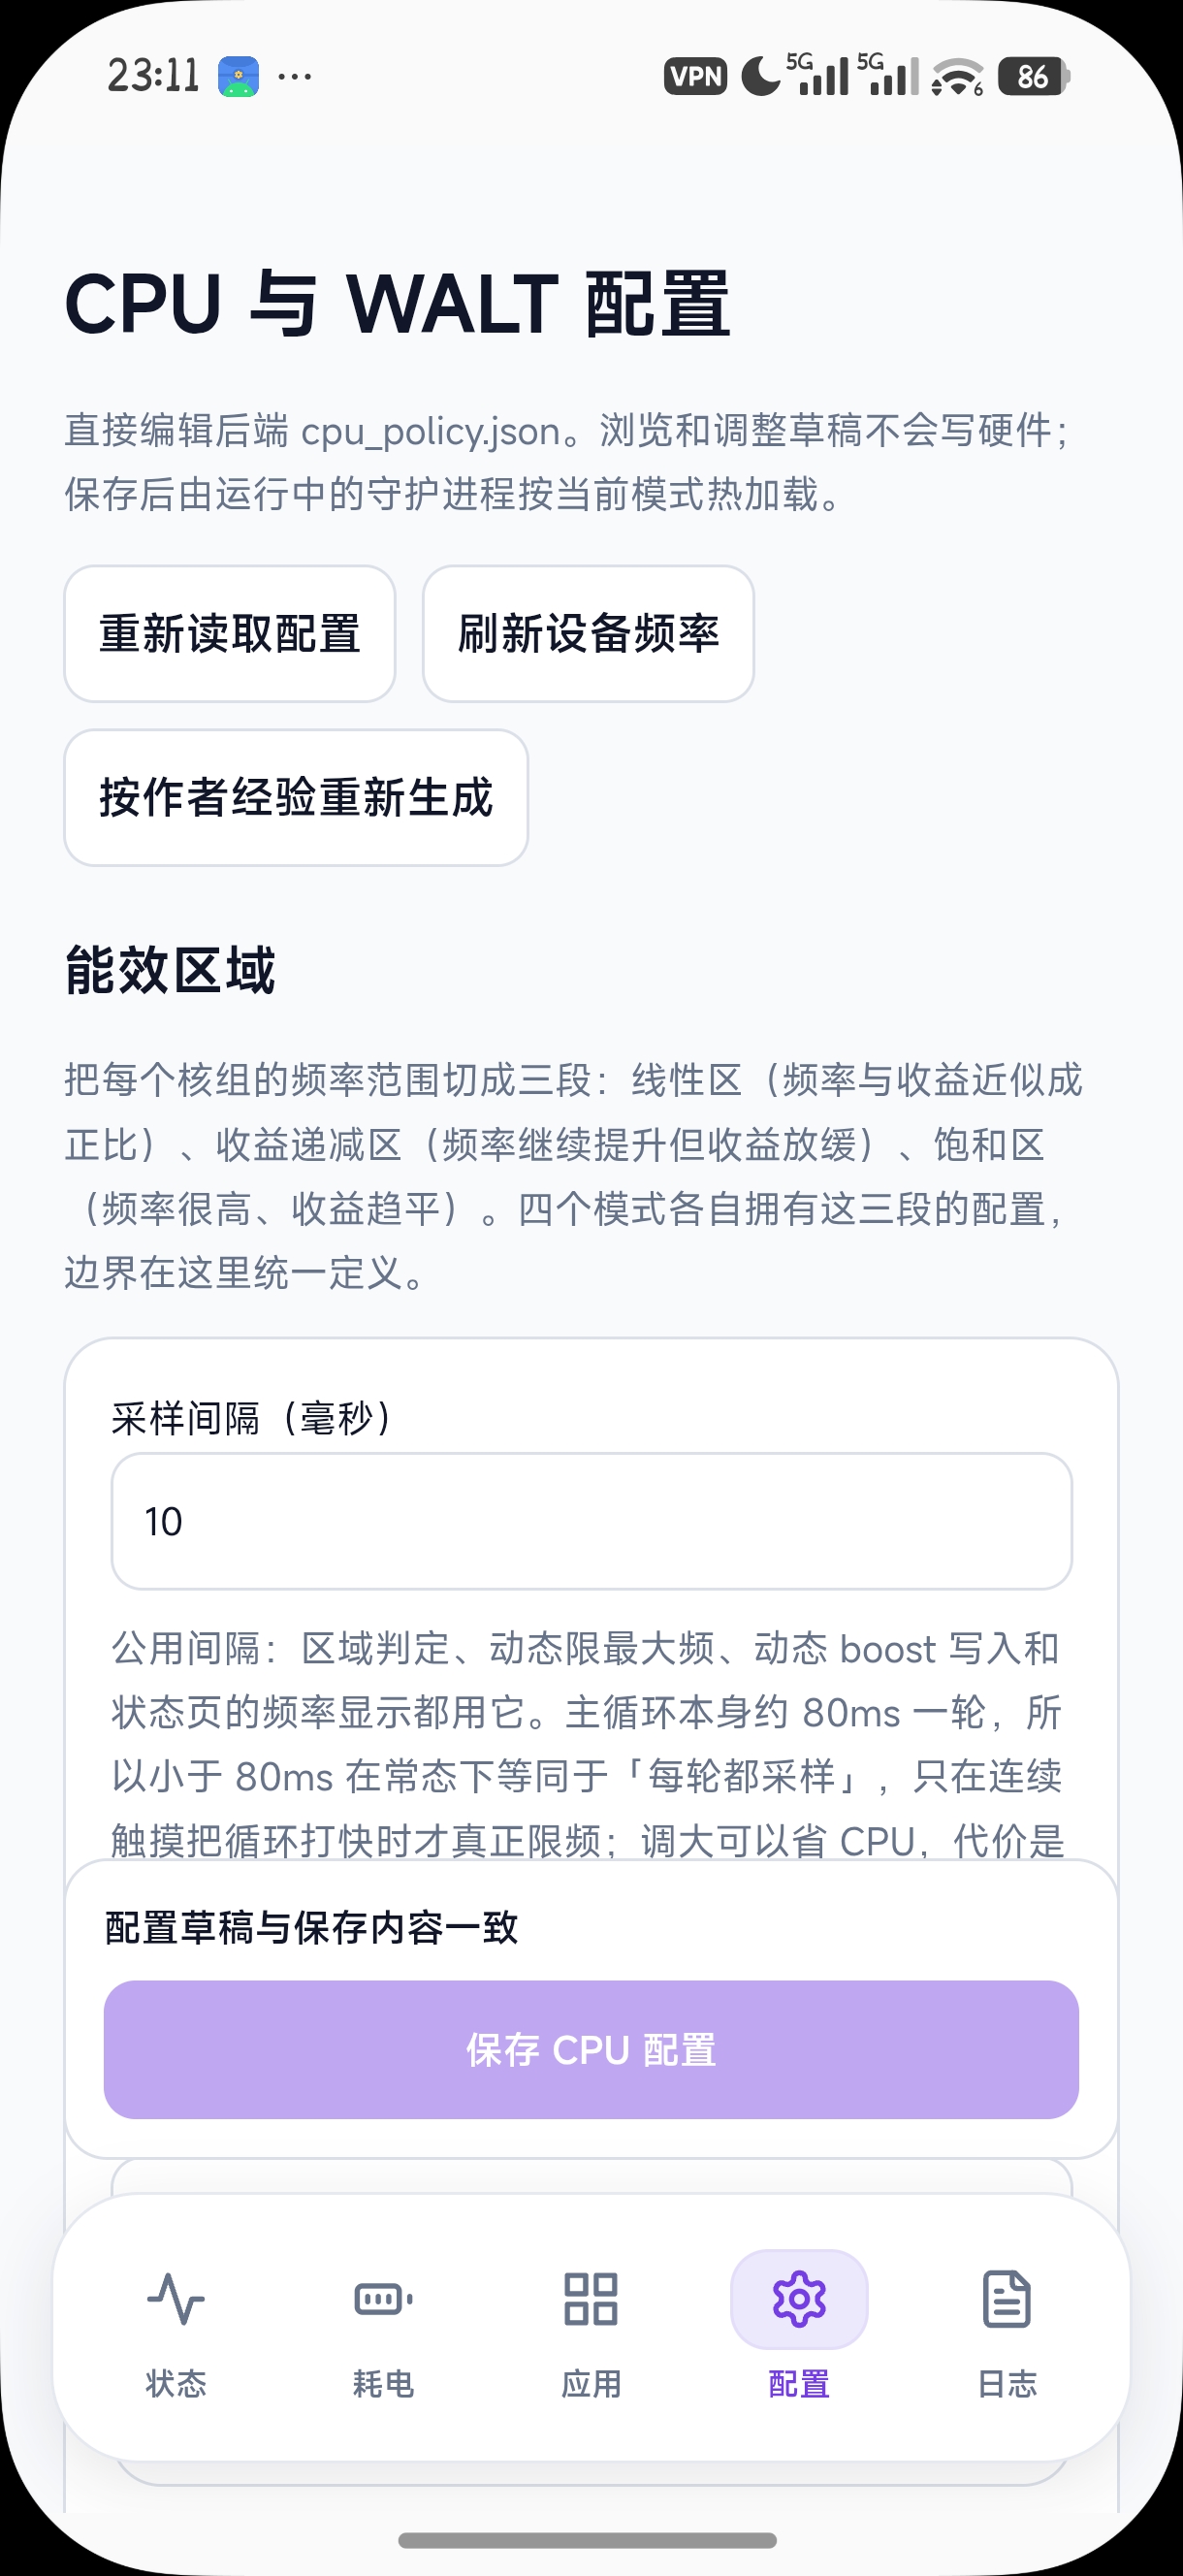 23:11 ...
VPN 5G 5G 6 86
CPU 与 WALT 配置
直接编辑后端 cpu_policy.json。浏览和调整草稿不会写硬件；
保存后由运行中的守护进程按当前模式热加载。
重新读取配置 刷新设备频率
按作者经验重新生成
能效区域
把每个核组的频率范围切成三段：线性区（频率与收益近似成
正比）、收益递减区（频率继续提升但收益放缓）、饱和区
（频率很高、收益趋平）。四个模式各自拥有这三段的配置，
边界在这里统一定义。
采样间隔（毫秒）
10
公用间隔：区域判定、动态限最大频、动态 boost 写入和
状态页的频率显示都用它。主循环本身约 80ms 一轮，所
以小于 80ms 在常态下等同于「每轮都采样」，只在连续
触摸把循环打快时才真正限频；调大可以省 CPU，代价是
配置草稿与保存内容一致
保存 CPU 配置
状态 耗电 应用 配置 日志